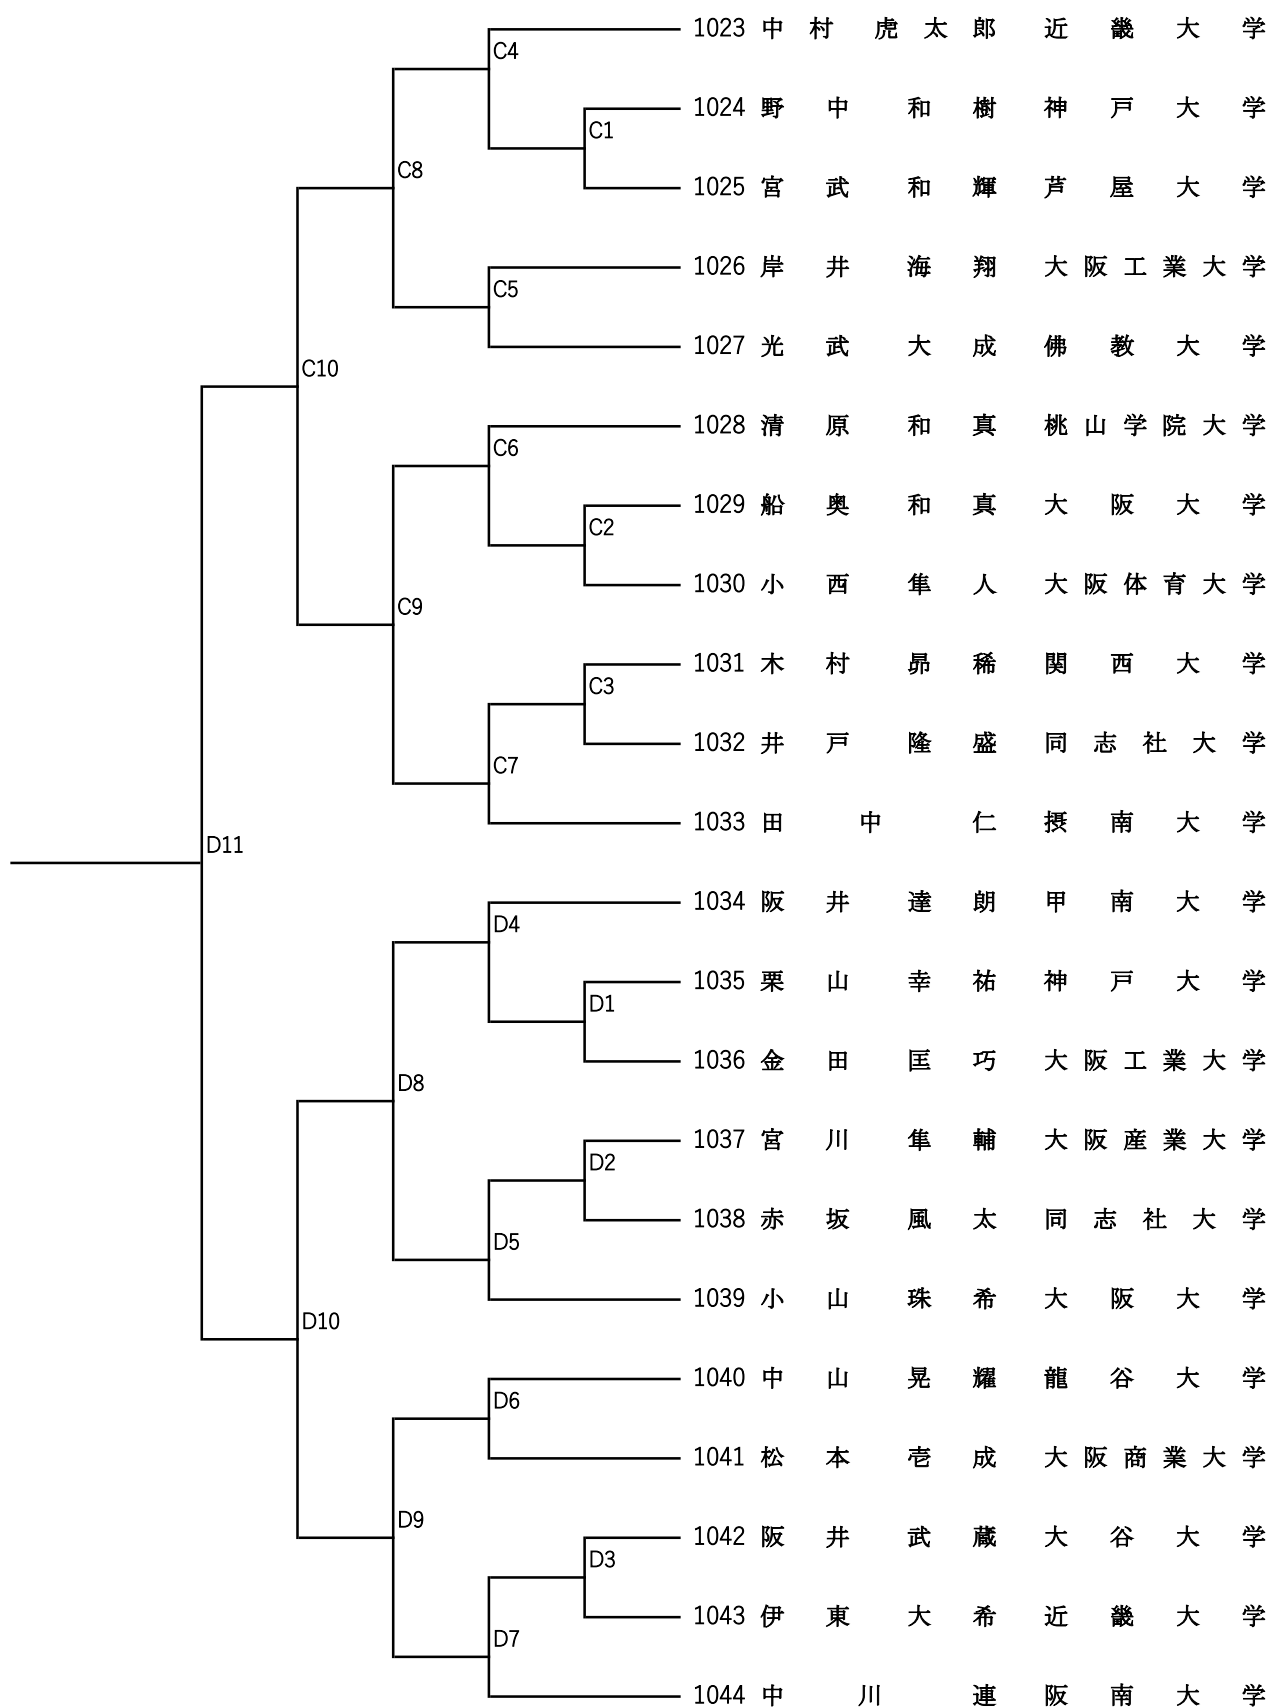 1023 中村 虎太郎 近畿大学
C4
1024 野中 和樹 神戸大学
C1
C8
1025 宮武 和輝 芦屋大学
1026 岸井 海翔 大阪工業大学
C5
1027 光武 大成 佛教大学
C10
1028 清原 和真 桃山学院大学
C6
1029 船奥 和真 大阪大学
C2
1030 小西 隼人 大阪体育大学
C9
1031 木村 昴稀 関西大学
C3
1032 井戸 隆盛 同志社大学
C7
1033 田中 仁 摂南大学
D11
1034 阪井 達朗 甲南大学
D4
1035 栗山 幸祐 神戸大学
D1
1036 金田 匡巧 大阪工業大学
D8
1037 宮川 隼輔 大阪産業大学
D2
1038 赤坂 風太 同志社大学
D5
1039 小山 珠希 大阪大学
D10
1040 中山 晃耀 龍谷大学
D6
1041 松本 壱成 大阪商業大学
D9
1042 阪井 武蔵 大谷大学
D3
1043 伊東 大希 近畿大学
D7
1044 中川 連 阪南大学